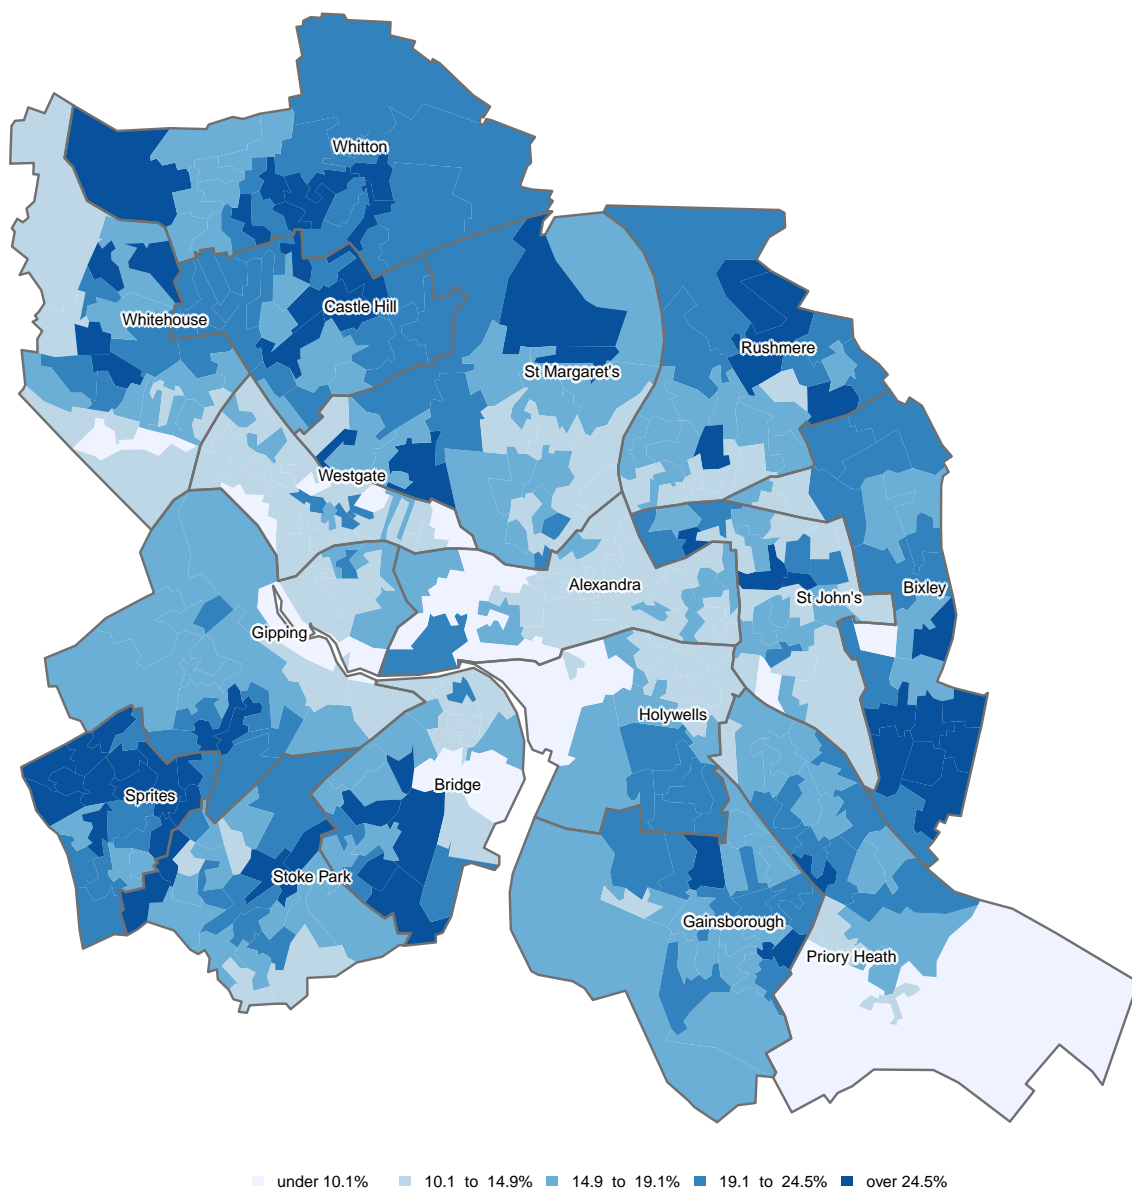 Whitton
Castle Hill
Whitehouse
Rushmere
St Margaret's
Westgate
Alexandra
St John's
Bixley
Gipping
Holywells
Bridge
Sprites
Stoke Park
Gainsborough
Priory Heath
under 10.1% 10.1 to 14.9% 14.9 to 19.1% 19.1 to 24.5% over 24.5%